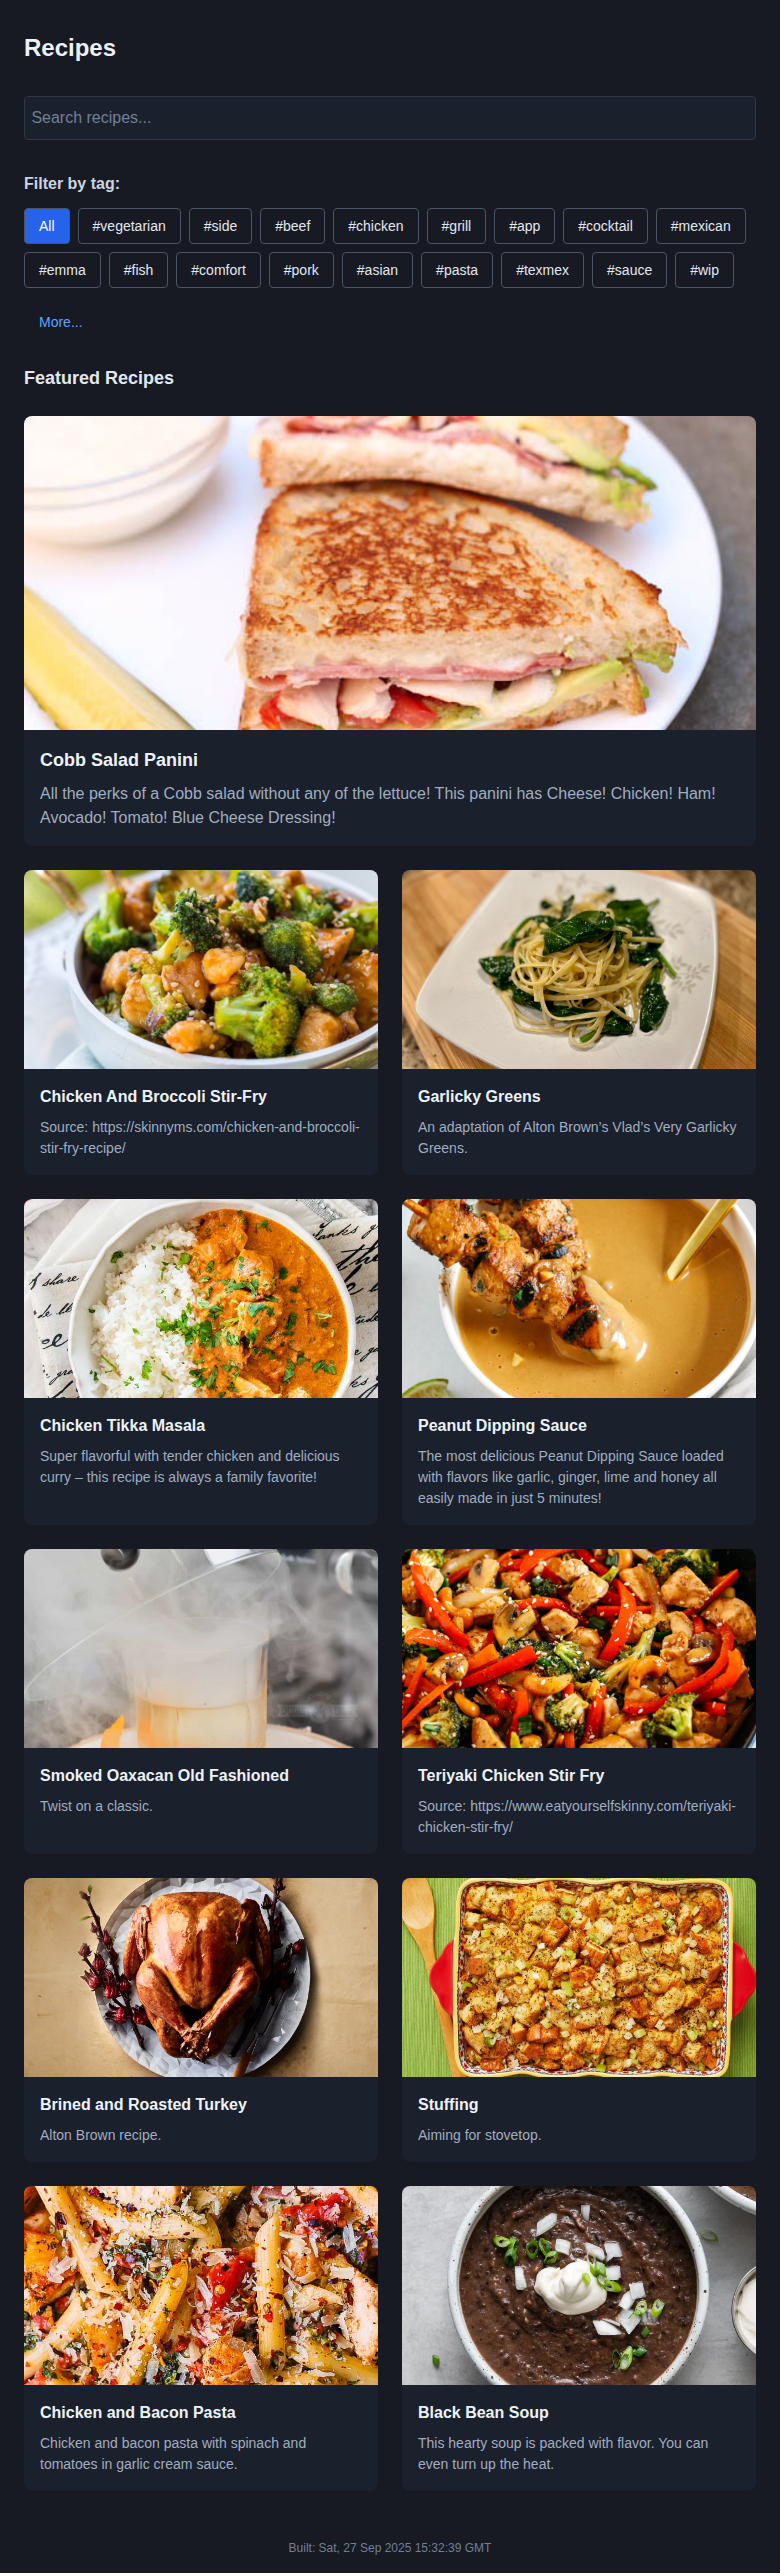 Recipes
Search recipes...
Filter by tag:
All #vegetarian #side #beef #chicken #grill #app #cocktail #mexican
#emma #fish #comfort #pork #asian #pasta #texmex #sauce #wip
More...
Featured Recipes
Cobb Salad Panini
All the perks of a Cobb salad without any of the lettuce! This panini has Cheese! Chicken! Ham!
Avocado! Tomato! Blue Cheese Dressing!
Chicken And Broccoli Stir-Fry
Source: https://skinnyms.com/chicken-and-broccoli-
stir-fry-recipe/
Garlicky Greens
An adaptation of Alton Brown’s Vlad’s Very Garlicky
Greens.
share
Chicken Tikka Masala
Super flavorful with tender chicken and delicious
curry – this recipe is always a family favorite!
Peanut Dipping Sauce
The most delicious Peanut Dipping Sauce loaded
with flavors like garlic, ginger, lime and honey all
easily made in just 5 minutes!
Smoked Oaxacan Old Fashioned
Twist on a classic.
Teriyaki Chicken Stir Fry
Source: https://www.eatyourselfskinny.com/teriyaki-
chicken-stir-fry/
Brined and Roasted Turkey
Alton Brown recipe.
Stuffing
Aiming for stovetop.
Chicken and Bacon Pasta
Chicken and bacon pasta with spinach and
tomatoes in garlic cream sauce.
Black Bean Soup
This hearty soup is packed with flavor. You can
even turn up the heat.
Built: Sat, 27 Sep 2025 15:32:39 GMT